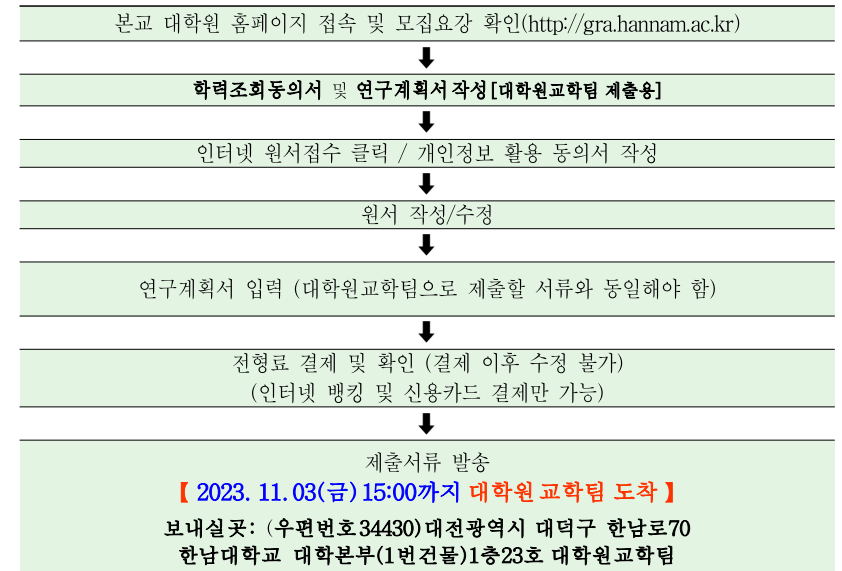 본교 대학원 홈페이지 접속 및 모집요강 확인(http://gra.hannam.ac.kr)
학력조회동의서 및 연구계획서 작성[대학원교학팀 제출용]
인터넷 원서접수 클릭 / 개인정보 활용 동의서 작성
원서 작성/수정
연구계획서 입력 (대학원교학팀으로 제출할 서류와 동일해야 함)
전형료 결제 및 확인 (결제 이후 수정 불가)
(인터넷 뱅킹 및 신용카드 결제만 가능)
제출서류 발송
【 2023. 11. 03(금) 15:00까지 대학원 교학팀 도착 】
보내실곳: (우편번호 34430) 대전광역시 대덕구 한남로70
한남대학교 대학본부(1번건물)1층23호 대학원교학팀